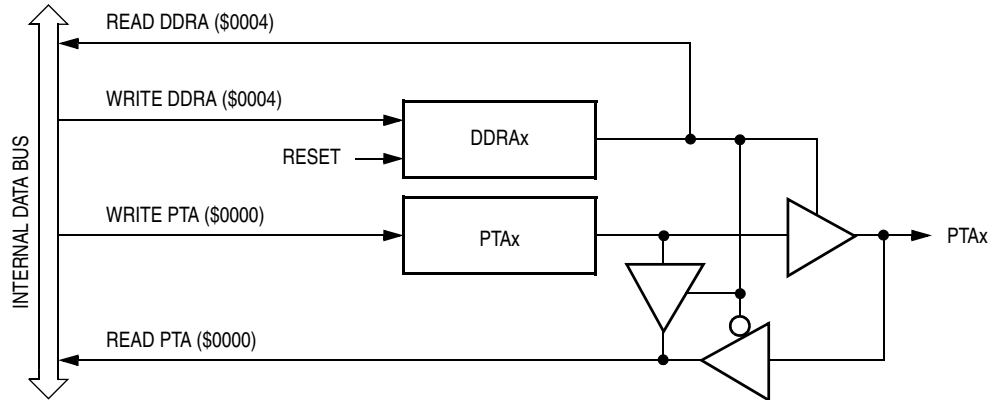 READ DDRA ($0004)
WRITE DDRA ($0004)
DDRAx
RESET
INTERNAL DATA BUS
WRITE PTA ($0000)
PTAx
PTAx
READ PTA ($0000)